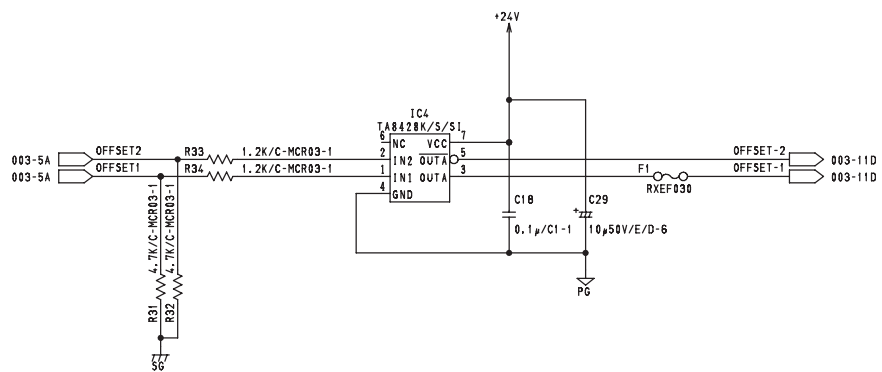 +24V
IC4
TA8428K/S/SI
6
NC
VCC
7
003-5A
OFFSET2
R33
1.2K/C-MCR03-1
2
IN2
OUTA
5
OFFSET-2
003-11D
003-5A
OFFSET1
R34
1.2K/C-MCR03-1
1
IN1
OUTA
3
F1
RXEF030
OFFSET-1
003-11D
4
GND
4.7K/C-MCR03-1
4.7K/C-MCR03-1
R31
R32
C18
0.1μ/C1-1
C29
+
10μ50V/E/D-6
PG
SG